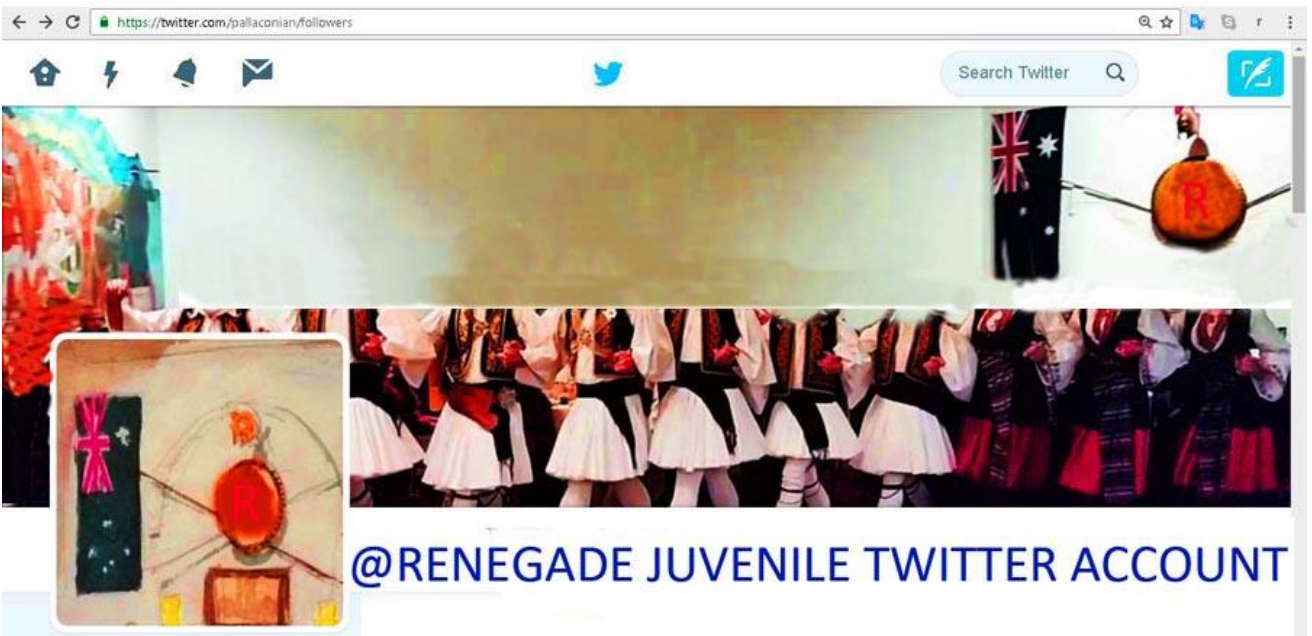 https://twitter.com/pallaconian/followers
r
Search Twitter
R
R
@RENEGADE JUVENILE TWITTER ACCOUNT